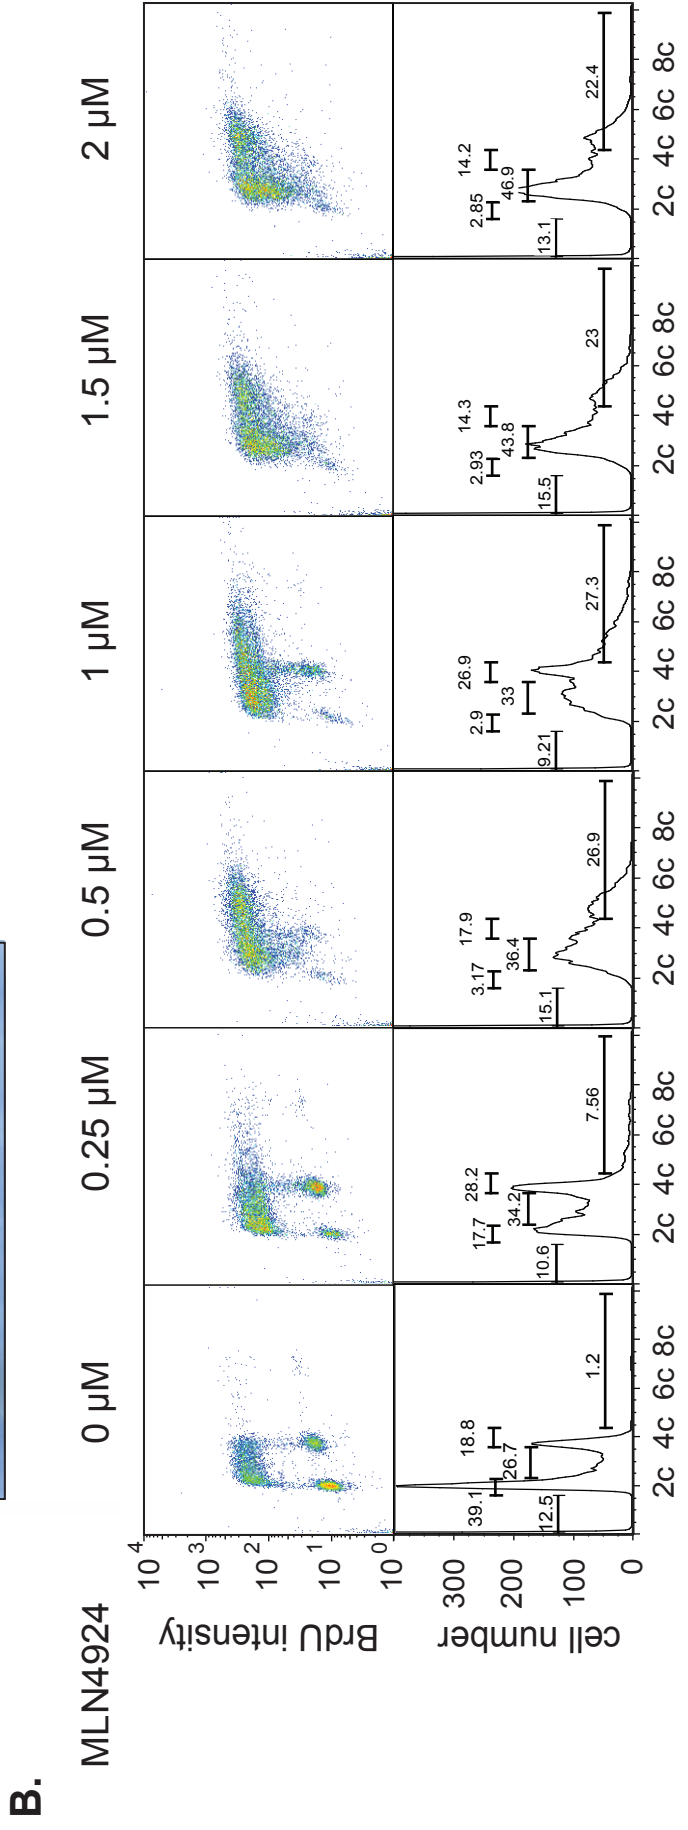 B.
MLN4924
0 µM
0.25 µM
0.5 µM
1 µM
1.5 µM
2 µM
BrdU intensity
10 4
10 3
10 2
10 1
10 0
cell number
300
200
100
0
12.5
39.1
26.7
18.8
1.2
10.6
17.7
34.2
28.2
7.56
15.1
3.17
36.4
17.9
26.9
9.21
2.9
33
26.9
27.3
15.5
2.93
43.8
14.3
23
13.1
2.85
46.9
14.2
22.4
2c 4c 6c 8c
2c 4c 6c 8c
2c 4c 6c 8c
2c 4c 6c 8c
2c 4c 6c 8c
2c 4c 6c 8c